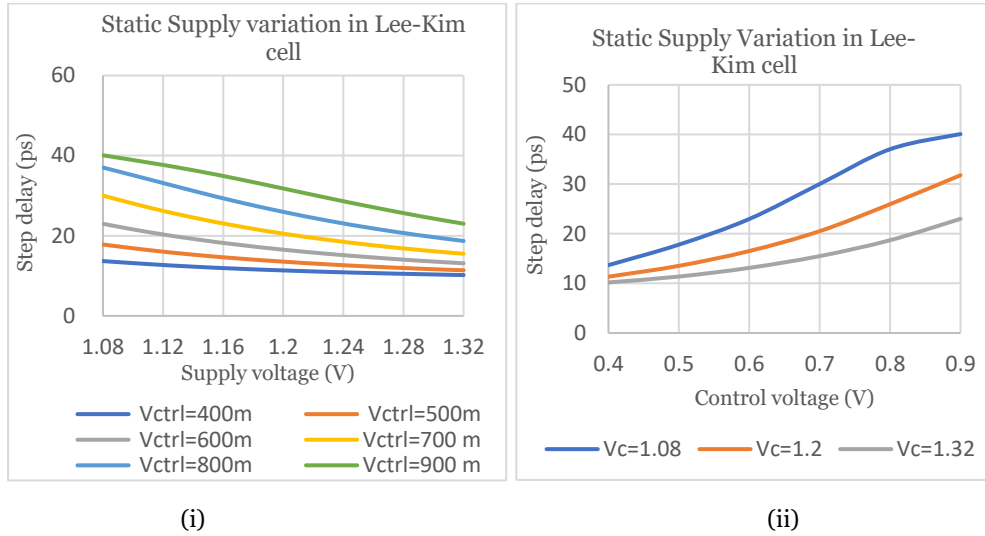 Static Supply variation in Lee-Kim
cell
Step delay (ps)
60
40
20
0
1.08 1.12 1.16 1.2 1.24 1.28 1.32
Supply voltage (V)
Vctrl=400m Vctrl=500m
Vctrl=600m Vctrl=700 m
Vctrl=800m Vctrl=900 m
(i)
Static Supply Variation in Lee-
Kim cell
Step delay (ps)
50
40
30
20
10
0
0.4 0.5 0.6 0.7 0.8 0.9
Control voltage (V)
Vc=1.08 Vc=1.2 Vc=1.32
(ii)